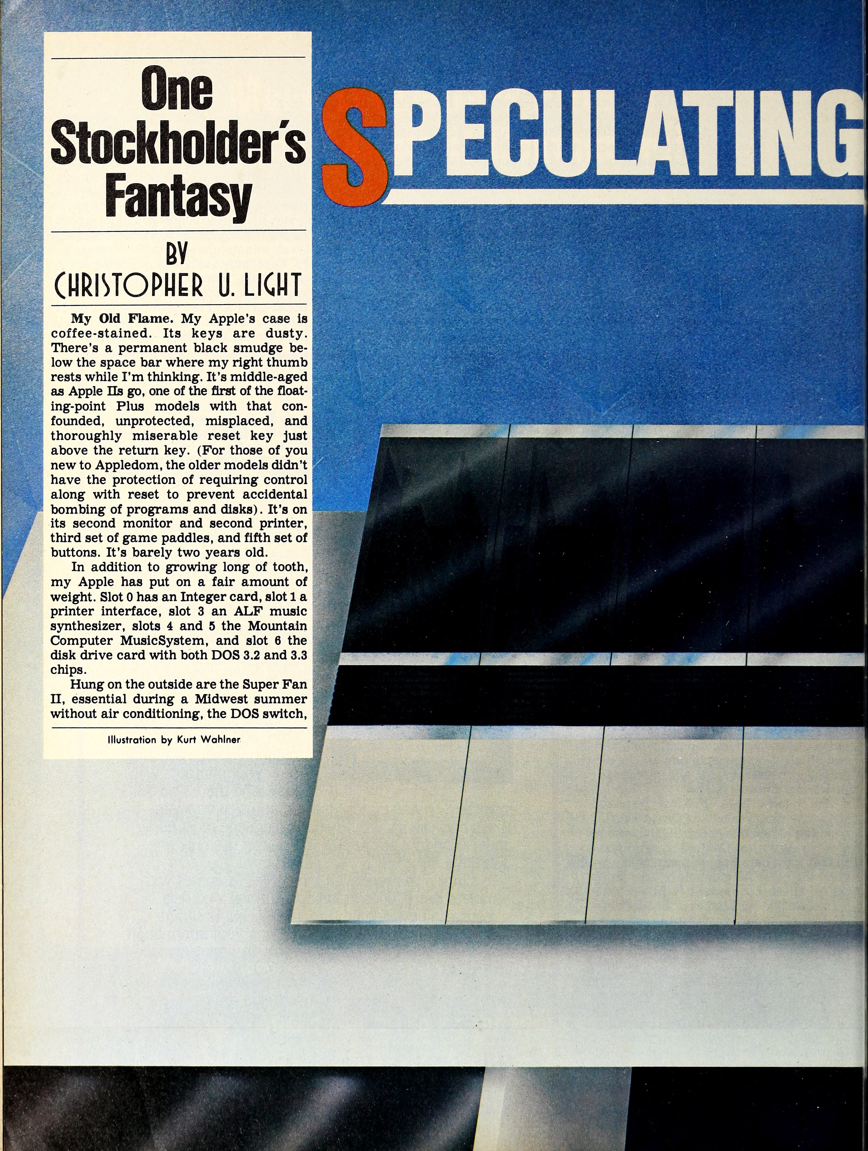 One
Stockholder's
Fantasy
BY
CHRISTOPHER U. LIGHT
My Old Flame. My Apple's case is
coffee-stained. Its keys are dusty.
There's a permanent black smudge be-
low the space bar where my right thumb
rests while I'm thinking. It's middle-aged
as Apple IIs go, one of the first of the float-
ing-point Plus models with that con-
founded, unprotected, misplaced, and
thoroughly miserable reset key just
above the return key. (For those of you
new to Appledom, the older models didn't
have the protection of requiring control
along with reset to prevent accidental
bombing of programs and disks). It's on
its second monitor and second printer,
third set of game paddles, and fifth set of
buttons. It's barely two years old.
In addition to growing long of tooth,
my Apple has put on a fair amount of
weight. Slot 0 has an Integer card, slot 1 a
printer interface, slot 3 an ALF music
synthesizer, slots 4 and 5 the Mountain
Computer MusicSystem, and slot 6 the
disk drive card with both DOS 3.2 and 3.3
chips.
Hung on the outside are the Super Fan
II, essential during a Midwest summer
without air conditioning, the DOS switch,
Illustration by Kurt Wahlner
SPECULATING